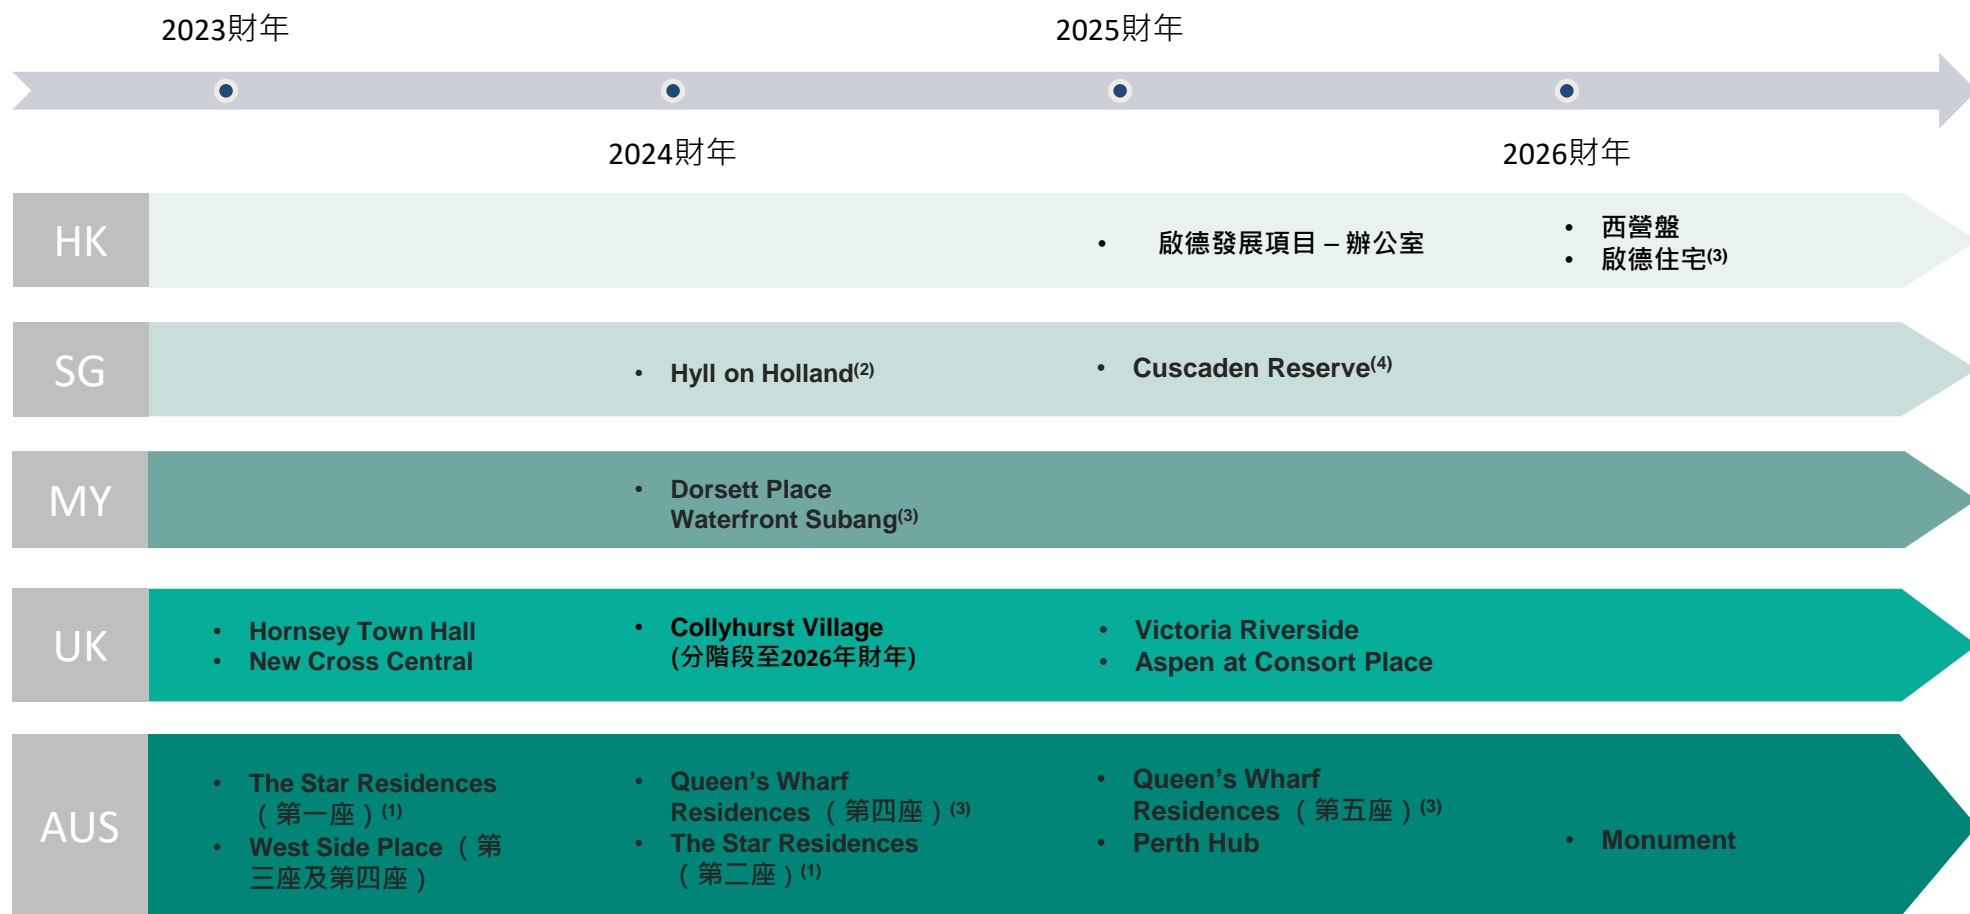 2023財年
2025財年
2024財年
2026財年
HK
• 啟德發展項目 – 辦公室
• 西營盤
• 啟德住宅(3)
SG
• Hyll on Holland(2)
• Cuscaden Reserve(4)
MY
• Dorsett Place
Waterfront Subang(3)
UK
• Hornsey Town Hall
• New Cross Central
• Collyhurst Village
(分階段至2026年財年)
• Victoria Riverside
• Aspen at Consort Place
AUS
• The Star Residences
（第一座）(1)
• West Side Place （第
三座及第四座）
• Queen’s Wharf
Residences （第四座）(3)
• The Star Residences
（第二座）(1)
• Queen’s Wharf
Residences （第五座）(3)
• Perth Hub
• Monument